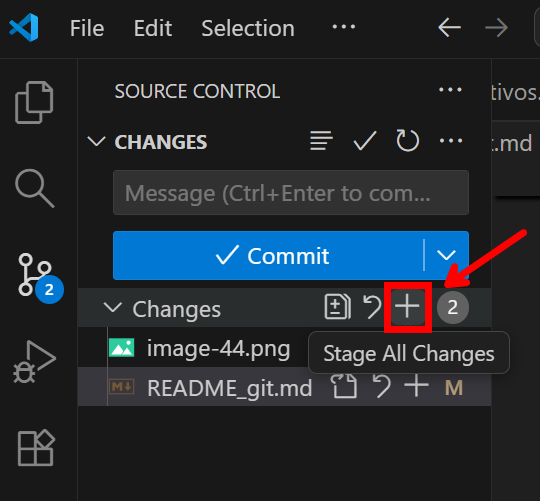 File Edit Selection ...
SOURCE CONTROL ...
tivos.
CHANGES ...
.md
Message (Ctrl+Enter to com...
Commit
2
Changes 2
image-44.png
Stage All Changes
README_git.md M